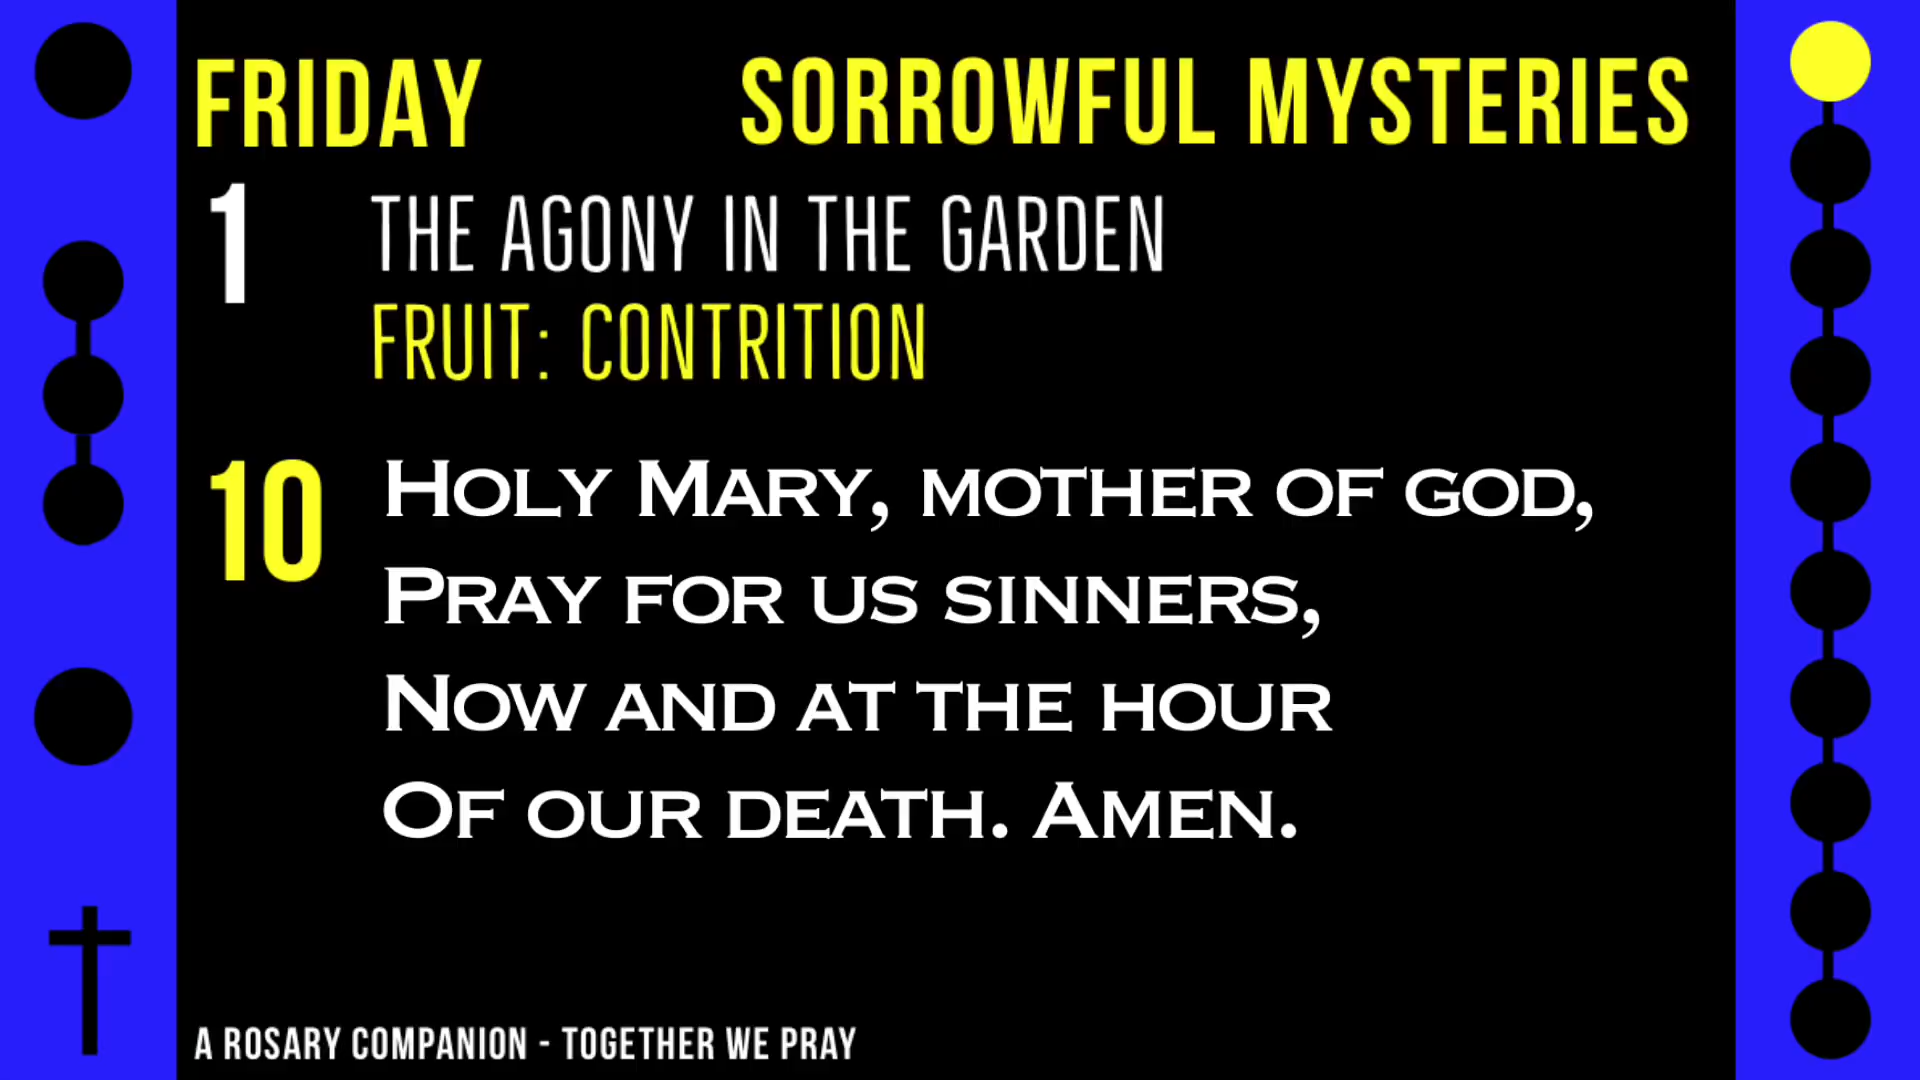 FRIDAY SORROWFUL MYSTERIES
1 THE AGONY IN THE GARDEN
FRUIT: CONTRITION
10 HOLY MARY, MOTHER OF GOD,
PRAY FOR US SINNERS,
NOW AND AT THE HOUR
OF OUR DEATH. AMEN.
A ROSARY COMPANION - TOGETHER WE PRAY